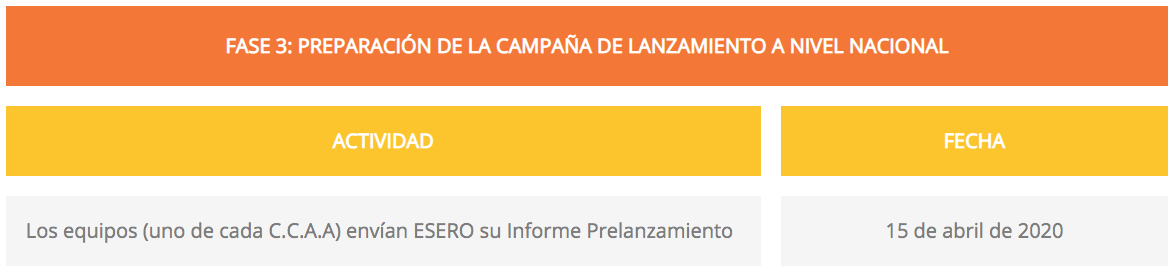 FASE 3: PREPARACIÓN DE LA CAMPAÑA DE LANZAMIENTO A NIVEL NACIONAL
ACTIVIDAD
FECHA
Los equipos (uno de cada C.C.A.A) envían ESERO su Informe Prelanzamiento
15 de abril de 2020